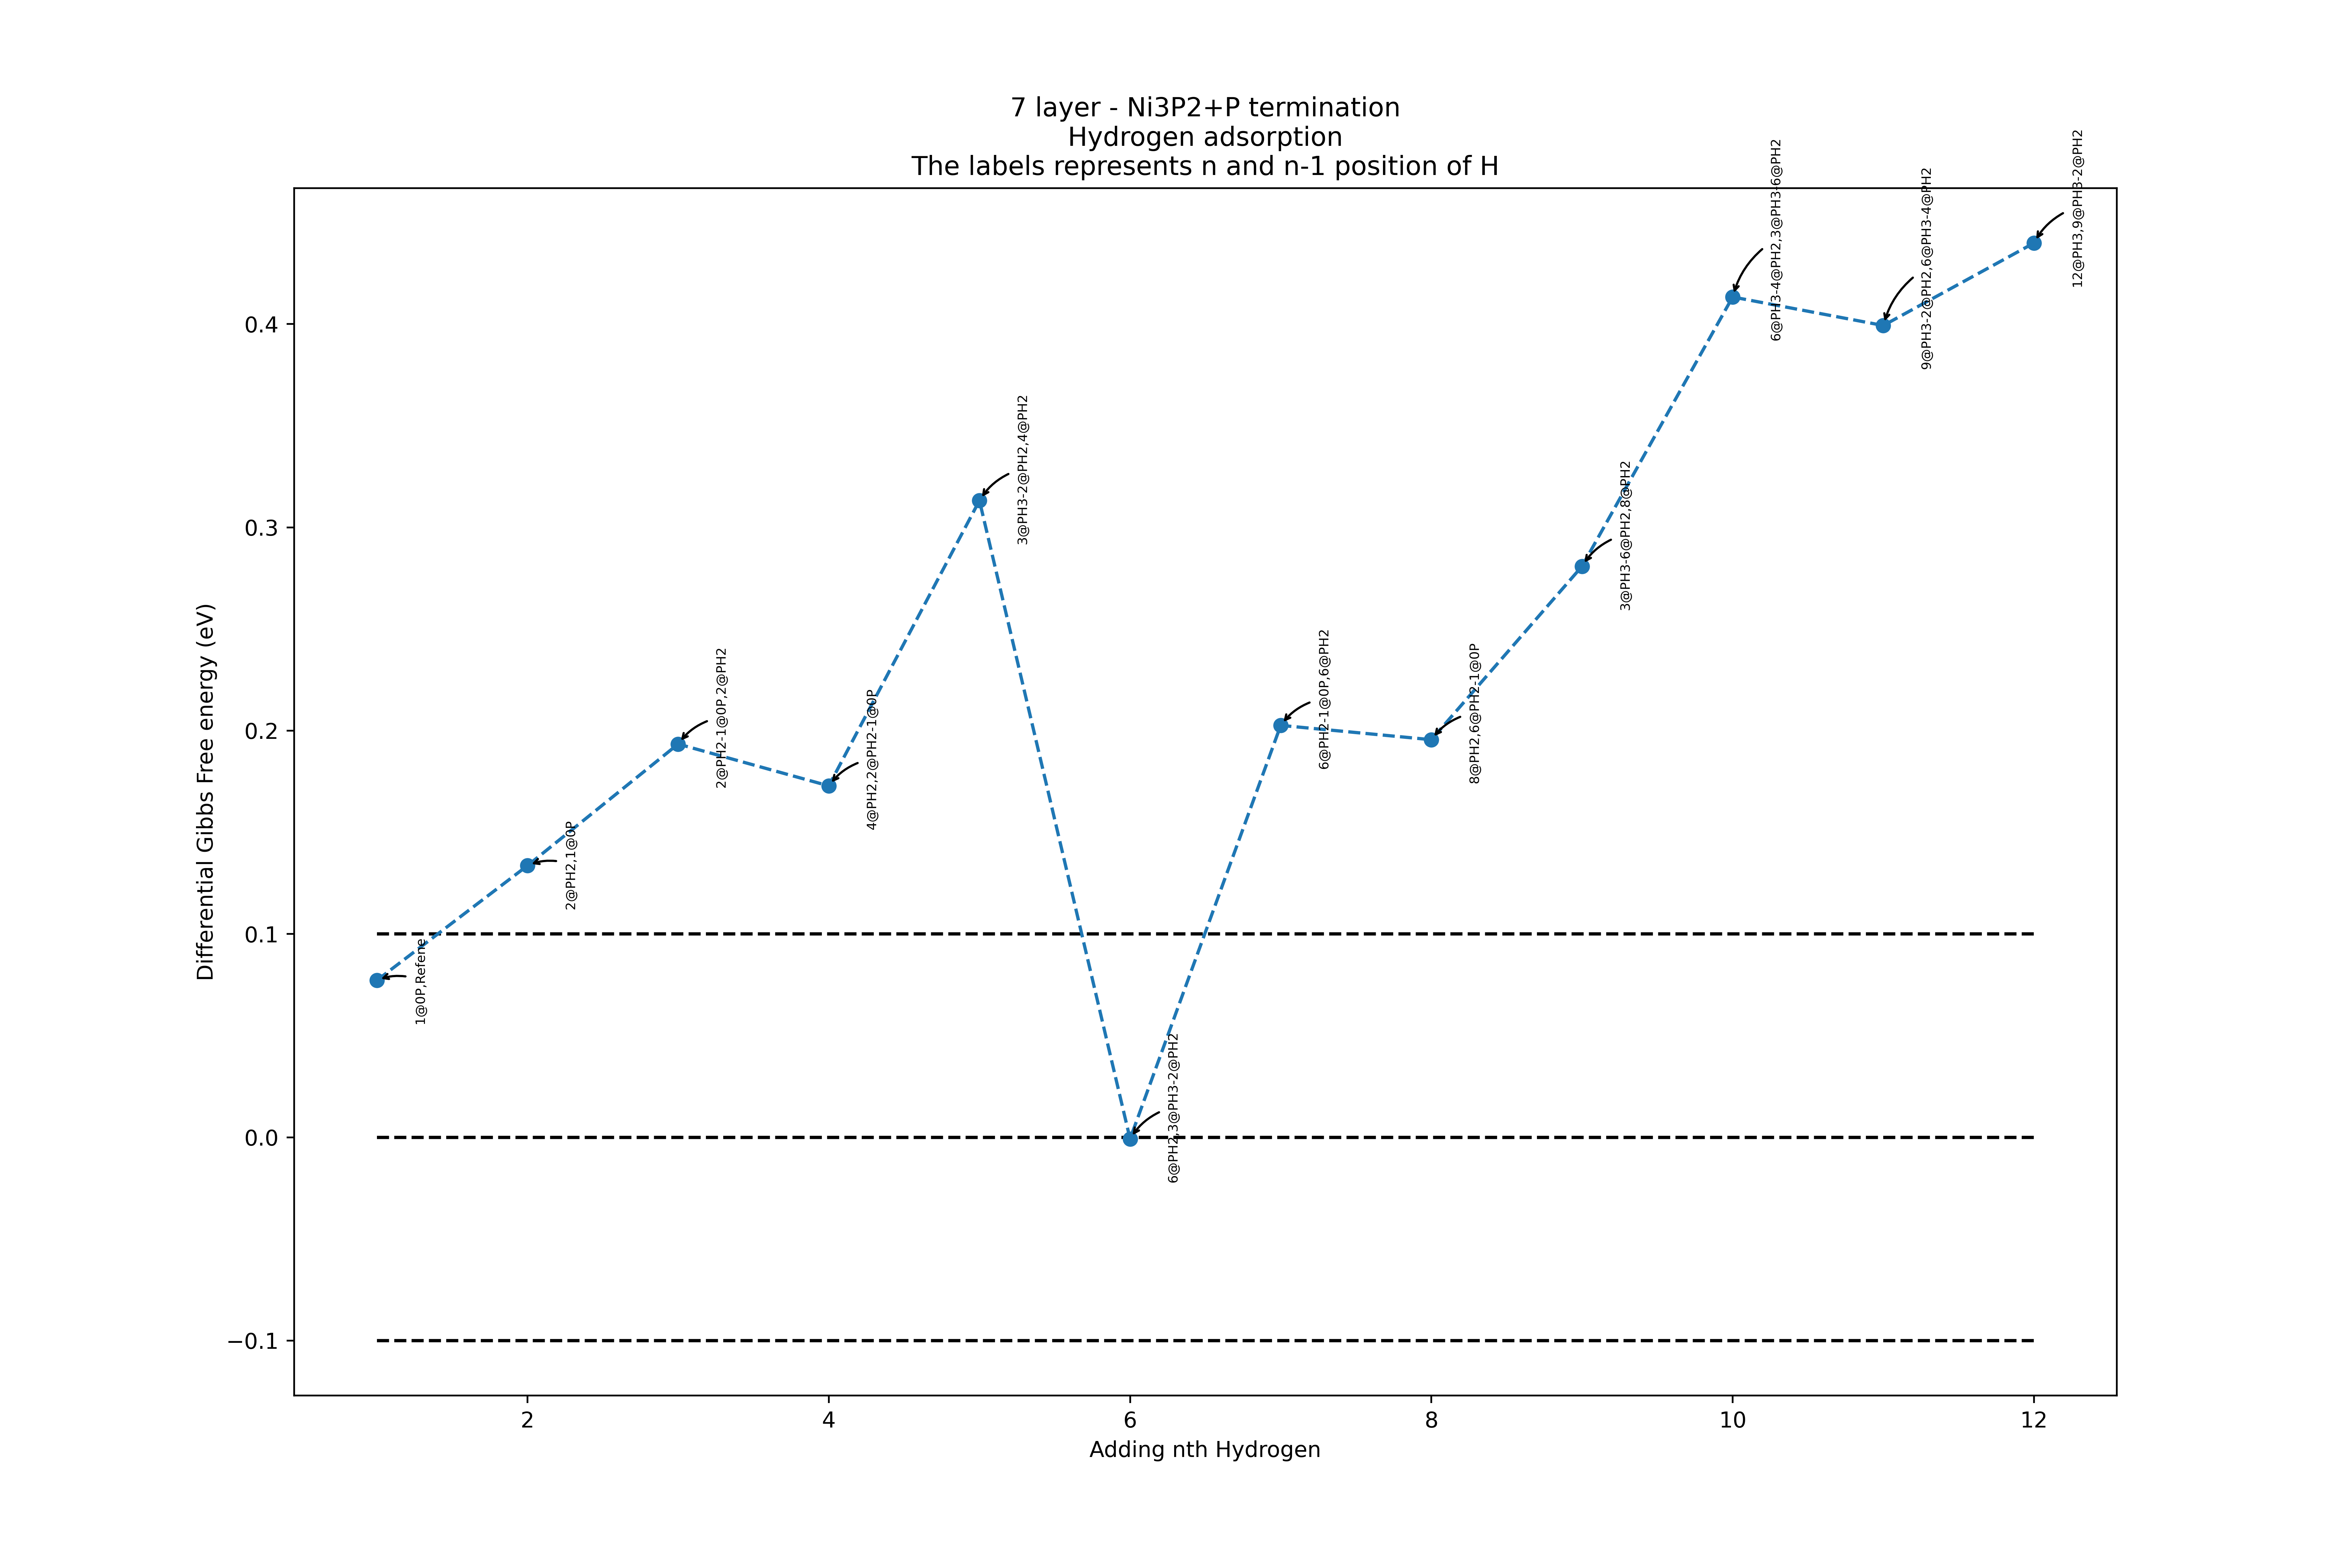 7 layer - Ni3P2+P termination
Hydrogen adsorption
The labels represents n and n-1 position of H
Differential Gibbs Free energy (eV)
0.4
0.3
0.2
0.1
0.0
−0.1
1@0P,Refene
2@PH2,1@0P
2@PH2-1@0P,2@PH2
4@PH2,2@PH2-1@0P
3@PH3-2@PH2,4@PH2
6@PH2,3@PH3-2@PH2
6@PH2-1@0P,6@PH2
8@PH2,6@PH2-1@0P
3@PH3-6@PH2,8@PH2
6@PH3-4@PH2,3@PH3-6@PH2
9@PH3-2@PH2,6@PH3-4@PH2
12@PH3,9@PH3-2@PH2
2
4
6
8
10
12
Adding nth Hydrogen